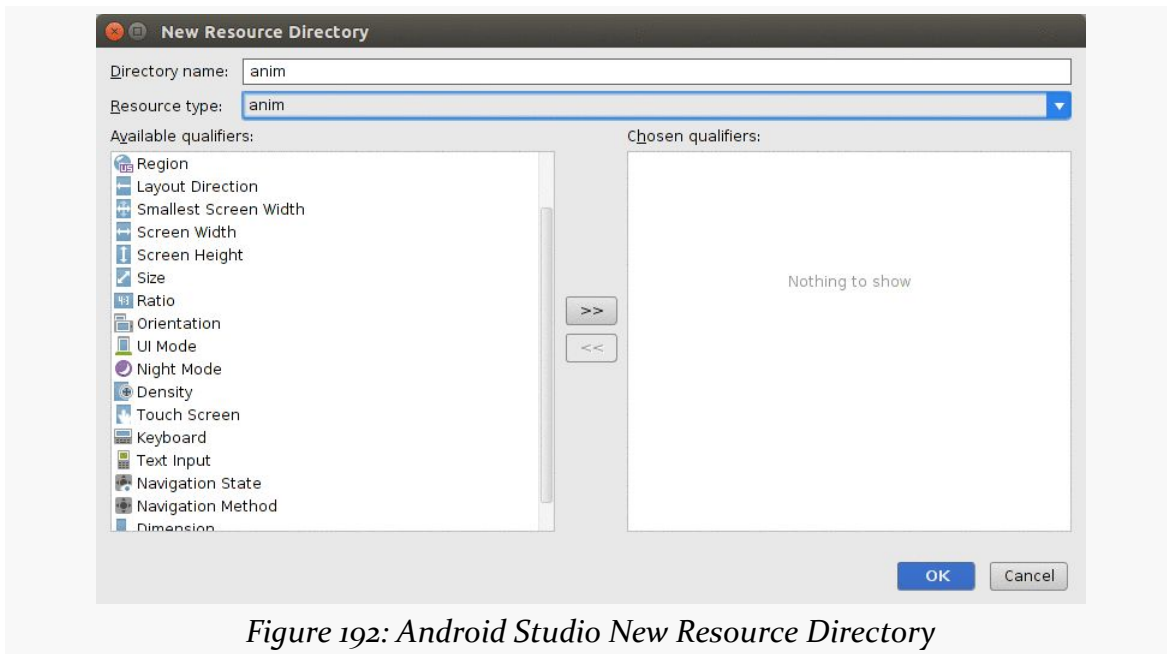 New Resource Directory
Directory name: anim
Resource type: anim
Available qualifiers:
Chosen qualifiers:
Region
Layout Direction
Smallest Screen Width
Screen Width
Screen Height
Size
Ratio
Orientation
UI Mode
Night Mode
Density
Touch Screen
Keyboard
Text Input
Navigation State
Navigation Method
Dimension
>>
<<
Nothing to show
OK
Cancel
Figure 192: Android Studio New Resource Directory